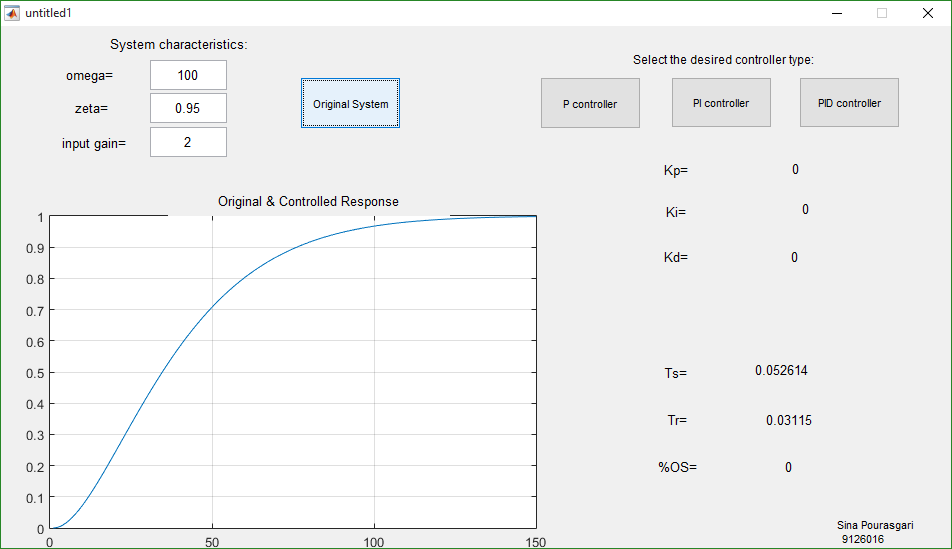 untitled1
System characteristics:
omega= 100
zeta= 0.95
input gain= 2
Original System
Select the desired controller type:
P controller PI controller PID controller
Kp= 0
Ki= 0
Kd= 0
Original & Controlled Response
1
0.9
0.8
0.7
0.6
0.5
0.4
0.3
0.2
0.1
0
0 50 100 150
Ts= 0.052614
Tr= 0.03115
%OS= 0
Sina Pourasgari
9126016